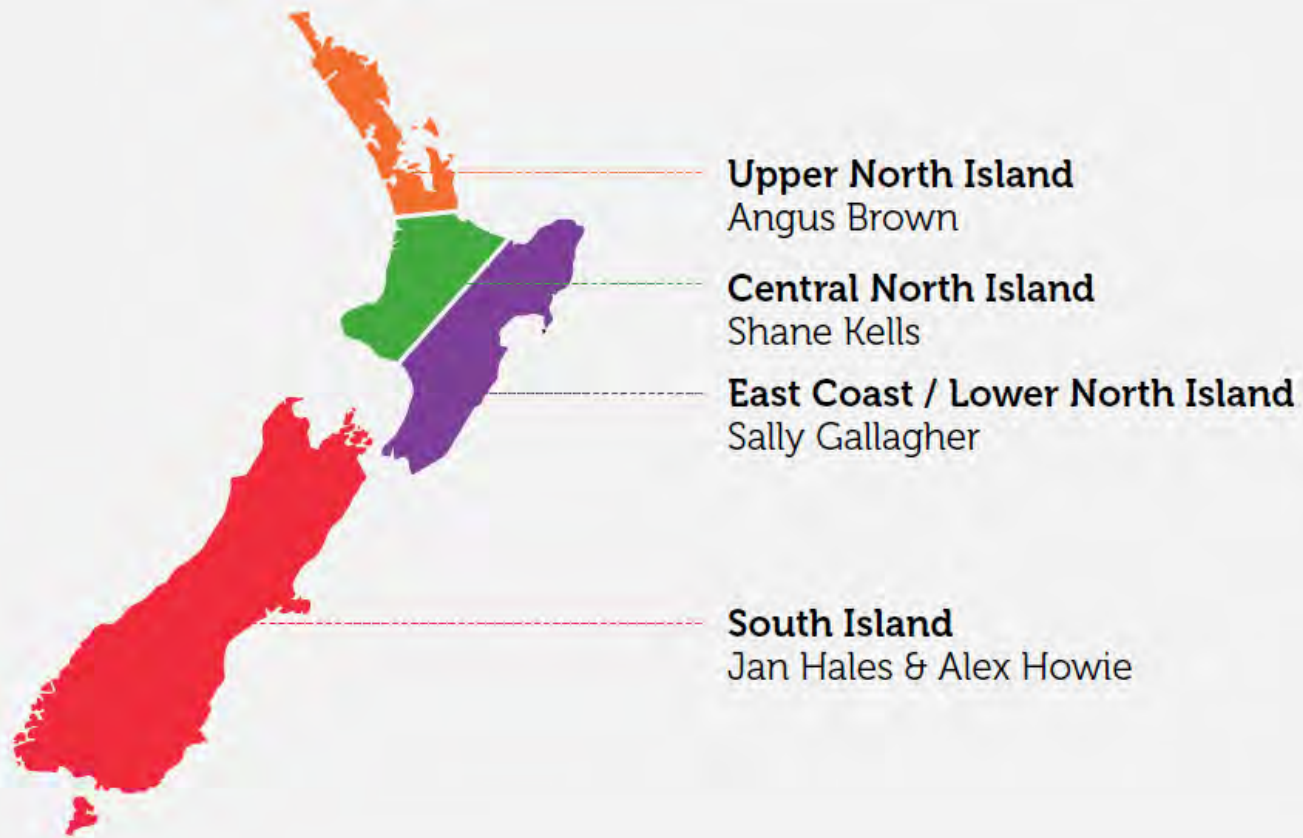 Upper North Island
Angus Brown
Central North Island
Shane Kells
East Coast / Lower North Island
Sally Gallagher
South Island
Jan Hales & Alex Howie